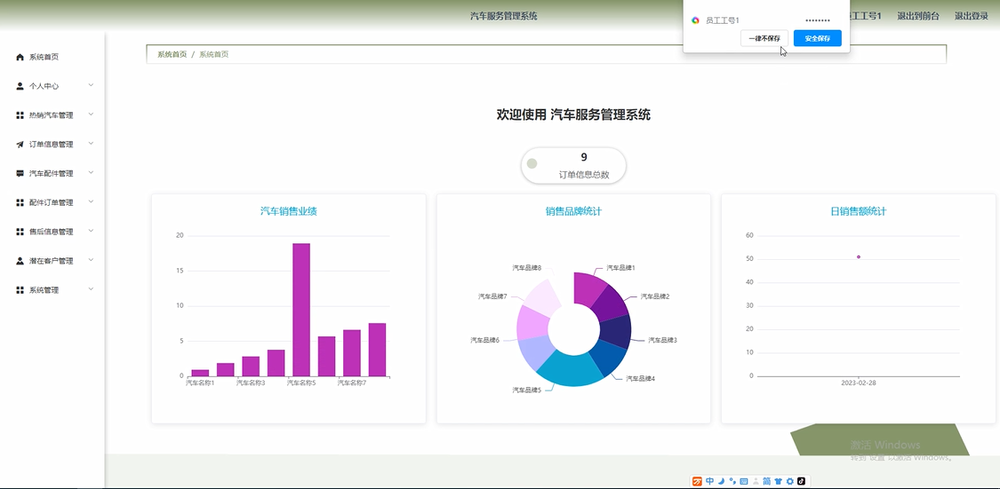 汽车服务管理系统
工工号1 退出到前台 退出登录
员工工号1 ••••••••
一律不保存 安全保存
系统首页
个人中心
热销汽车管理
订单信息管理
汽车配件管理
配件订单管理
售后信息管理
潜在客户管理
系统管理
系统首页 / 系统首页
欢迎使用 汽车服务管理系统
9
订单信息总数
汽车销售业绩
20
15
10
5
0
汽车名称1 汽车名称3 汽车名称5 汽车名称7
销售品牌统计
汽车品牌8 汽车品牌1
汽车品牌7 汽车品牌2
汽车品牌6 汽车品牌3
汽车品牌5 汽车品牌4
日销售额统计
60
50
40
30
20
10
0
2023-02-28
激活 Windows
转到"设置"以激活 Windows。
中 简